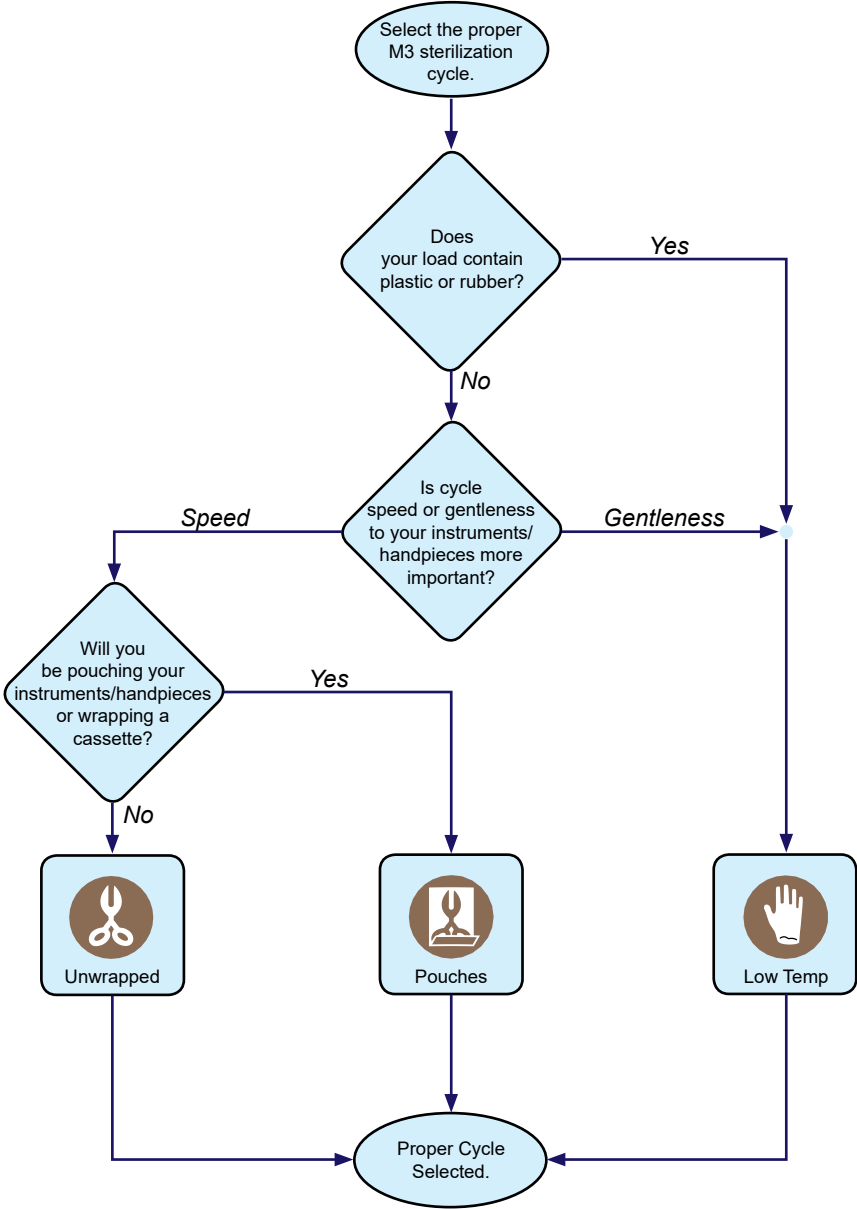 Select the proper
M3 sterilization
cycle.
Does
your load contain
plastic or rubber?
Yes
No
Is cycle
speed or gentleness
to your instruments/
handpieces more
important?
Speed
Gentleness
Will you
be pouching your
instruments/handpieces
or wrapping a
cassette?
Yes
No
Unwrapped
Pouches
Low Temp
Proper Cycle
Selected.